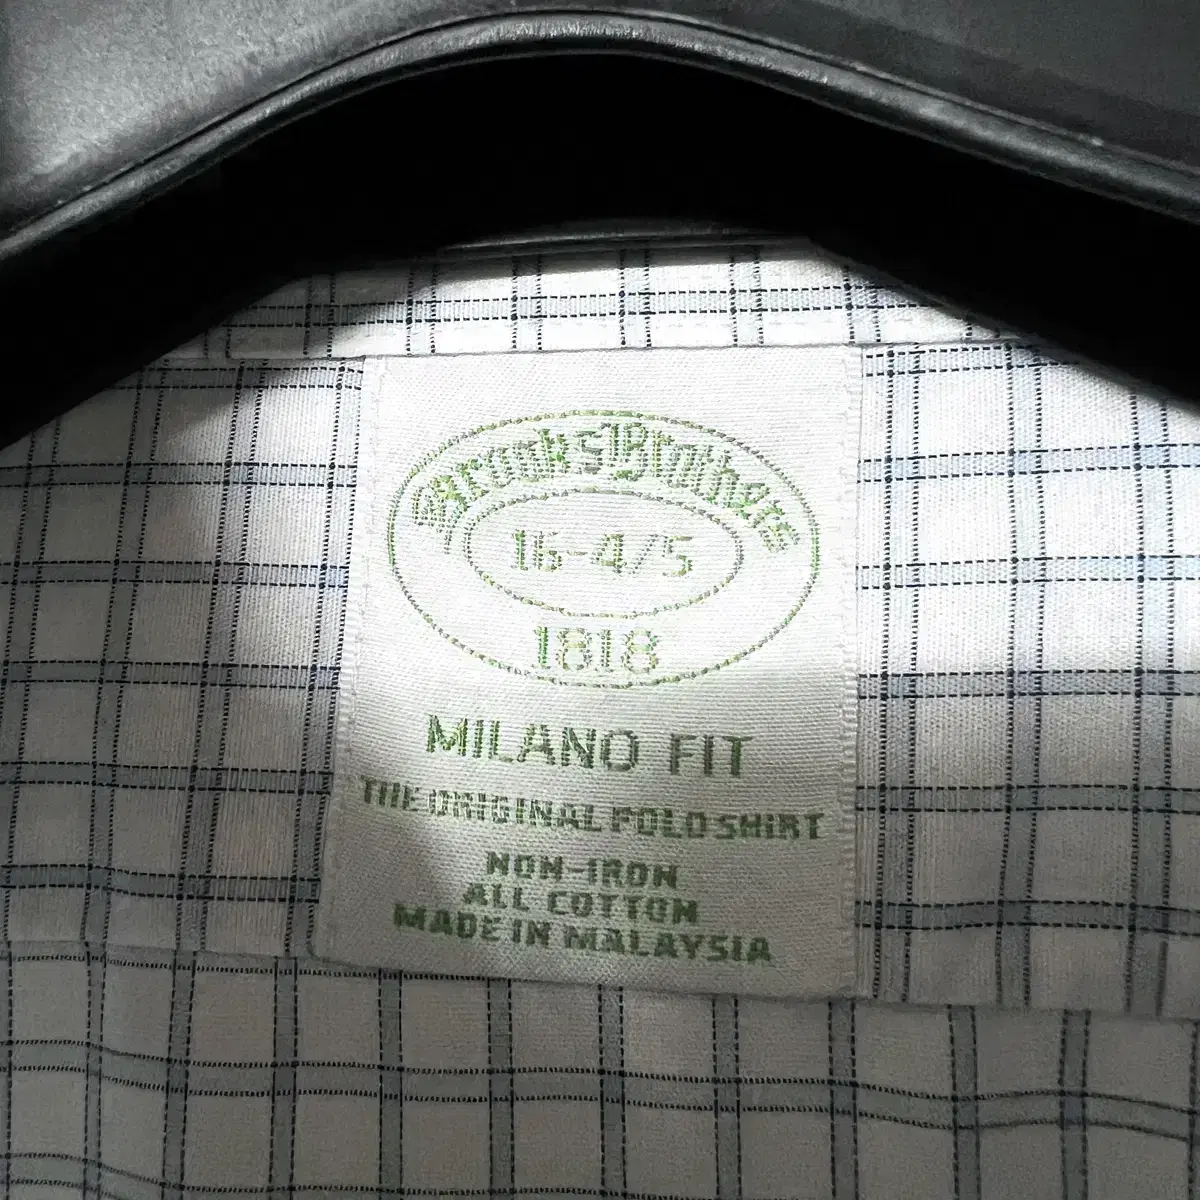 Brooks Brothers
16-4/5
1818
MILANO FIT
THE ORIGINAL POLO SHIRT
NON-IRON
ALL COTTON
MADE IN MALAYSIA